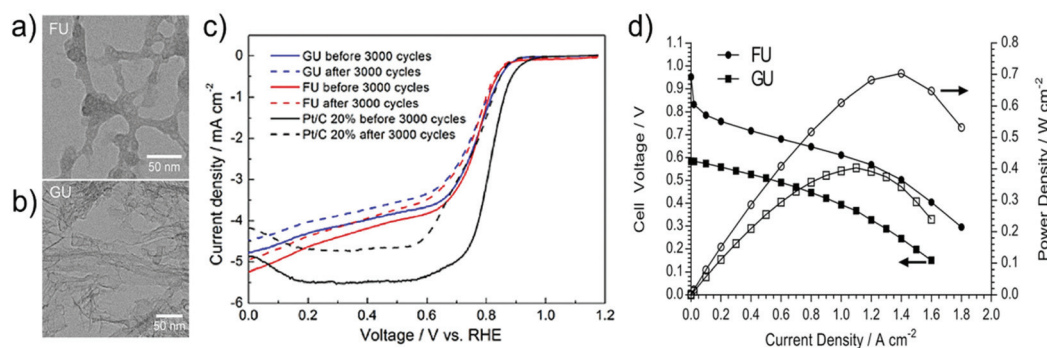 a)
FU
50 nm
b)
GU
50 nm
c)
GU before 3000 cycles
GU after 3000 cycles
FU before 3000 cycles
FU after 3000 cycles
Pt/C 20% before 3000 cycles
Pt/C 20% after 3000 cycles
0
-1
-2
-3
-4
-5
-6
Current density / mA cm-2
0.0 0.2 0.4 0.6 0.8 1.0 1.2
Voltage / V vs. RHE
d)
FU
GU
1.1
1.0
0.9
0.8
0.7
0.6
0.5
0.4
0.3
0.2
0.1
0.0
Cell Voltage / V
0.8
0.7
0.6
0.5
0.4
0.3
0.2
0.1
0.0
Power Density / W cm-2
0.0 0.2 0.4 0.6 0.8 1.0 1.2 1.4 1.6 1.8 2.0
Current Density / A cm-2